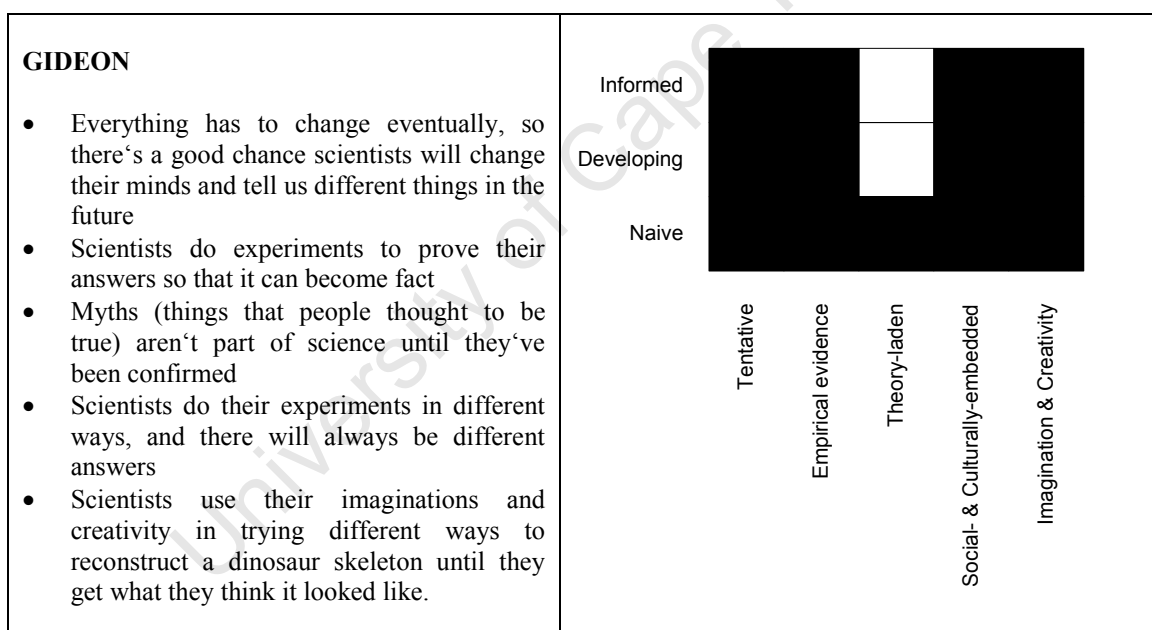 GIDEON
• Everything has to change eventually, so
there‘s a good chance scientists will change
their minds and tell us different things in the
future
• Scientists do experiments to prove their
answers so that it can become fact
• Myths (things that people thought to be
true) aren‘t part of science until they‘ve
been confirmed
• Scientists do their experiments in different
ways, and there will always be different
answers
• Scientists use their imaginations and
creativity in trying different ways to
reconstruct a dinosaur skeleton until they
get what they think it looked like.
Informed
Developing
Naive
Tentative
Empirical evidence
Theory-laden
Social- & Culturally-embedded
Imagination & Creativity
University of Cape